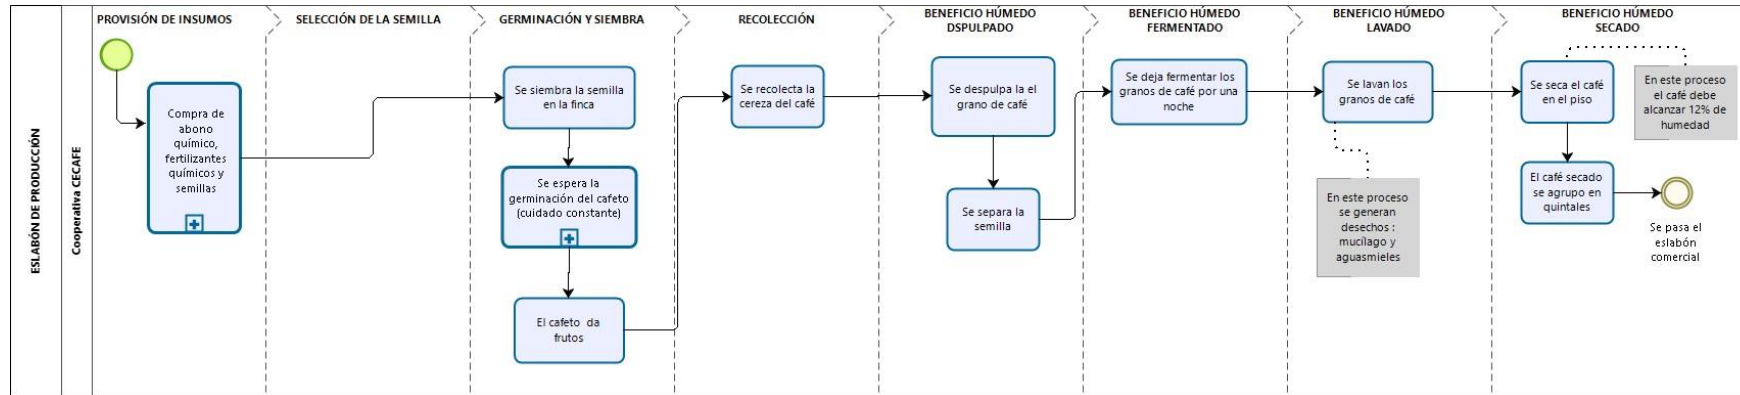 ESLABÓN DE PRODUCCIÓN
Cooperativa CECAFE
PROVISIÓN DE INSUMOS
Compra de
abono
químico,
fertilizantes
químicos y
semillas
SELECCIÓN DE LA SEMILLA
GERMINACIÓN Y SIEMBRA
Se siembra la semilla
en la finca
Se espera la
germinación del cafeto
(cuidado constante)
El cafeto da
frutos
RECOLECCIÓN
Se recolecta la
cereza del café
BENEFICIO HÚMEDO
DSPULPADO
Se despulpa la el
grano de café
Se separa la
semilla
BENEFICIO HÚMEDO
FERMENTADO
Se deja fermentar los
granos de café por una
noche
BENEFICIO HÚMEDO
LAVADO
Se lavan los
granos de café
En este proceso
se generan
desechos :
mucílago y
aguasmieles
BENEFICIO HÚMEDO
SECADO
Se seca el café
en el piso
En este proceso
el café debe
alcanzar 12% de
humedad
El café secado
se agrupo en
quintales
Se pasa el
eslabón
comercial